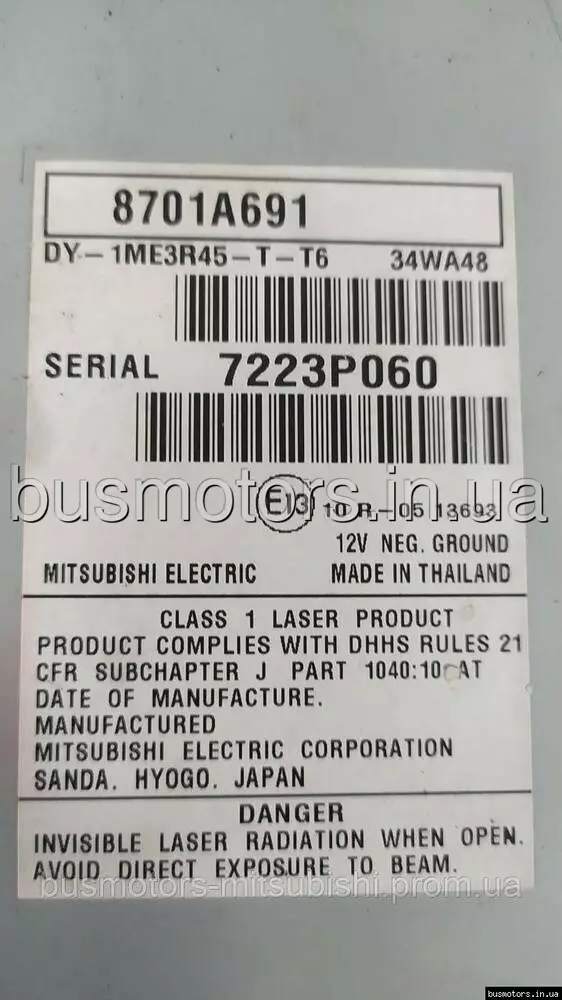 8701A691
DY-1ME3R45-T-T6 34WA48
SERIAL 7223P060
busmotors.in.ua
E13 10 R-05 13693
12V NEG. GROUND
MITSUBISHI ELECTRIC MADE IN THAILAND
CLASS 1 LASER PRODUCT
PRODUCT COMPLIES WITH DHHS RULES 21
CFR SUBCHAPTER J PART 1040:10 AT
DATE OF MANUFACTURE.
MANUFACTURED
MITSUBISHI ELECTRIC CORPORATION
SANDA. HYOGO. JAPAN
DANGER
INVISIBLE LASER RADIATION WHEN OPEN.
AVOID DIRECT EXPOSURE TO BEAM.
busmotors-mitsubishi.prom.ua
busmotors.in.ua